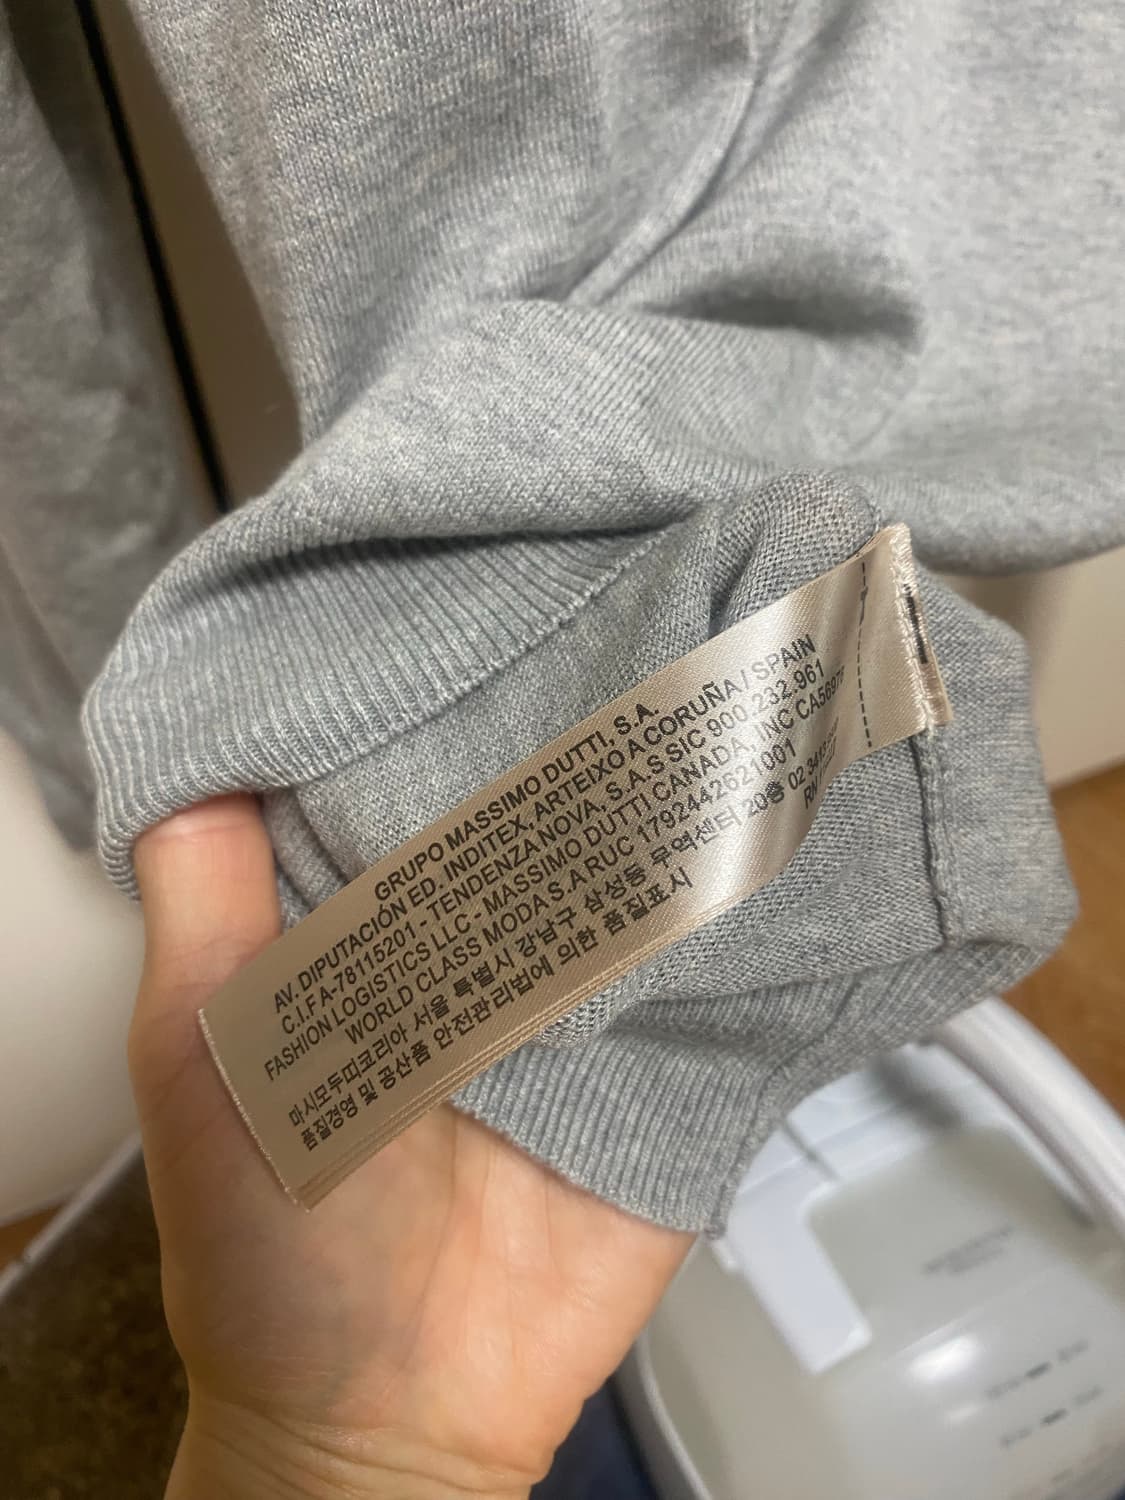 GRUPO MASSIMO DUTTI, S.A.
AV. DIPUTACIÓN ED. INDITEX, ARTEIXO A CORUÑA / SPAIN
C.I.F A-78115201 - TENDENZA NOVA, S.A.S SIC 900.232.961
FASHION LOGISTICS LLC - MASSIMO DUTTI CANADA, INC
WORLD CLASS MODA S.A RUC 1792442621001
마시모두띠코리아 서울 특별시 강남구 삼성동 무역센터 20층 02
품질경영 및 공산품 안전관리법에 의한 품질표시
RN